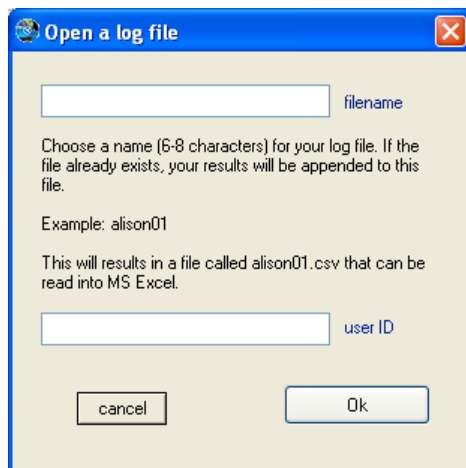 Open a log file
filename
Choose a name (6-8 characters) for your log file. If the
file already exists, your results will be appended to this
file.
Example: alison01
This will results in a file called alison01.csv that can be
read into MS Excel.
user ID
cancel
Ok